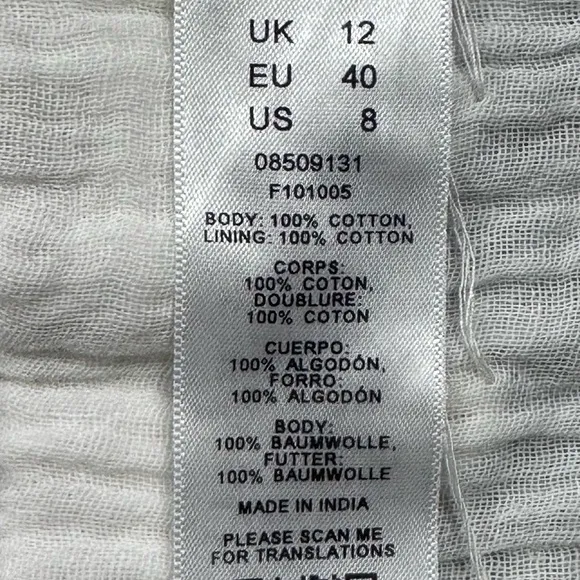 UK 12
EU 40
US 8
08509131
F101005
BODY: 100% COTTON,
LINING: 100% COTTON
CORPS:
100% COTON,
DOUBLURE:
100% COTON
CUERPO:
100% ALGODÓN,
FORRO:
100% ALGODÓN
BODY:
100% BAUMWOLLE,
FUTTER:
100% BAUMWOLLE
MADE IN INDIA
PLEASE SCAN ME
FOR TRANSLATIONS